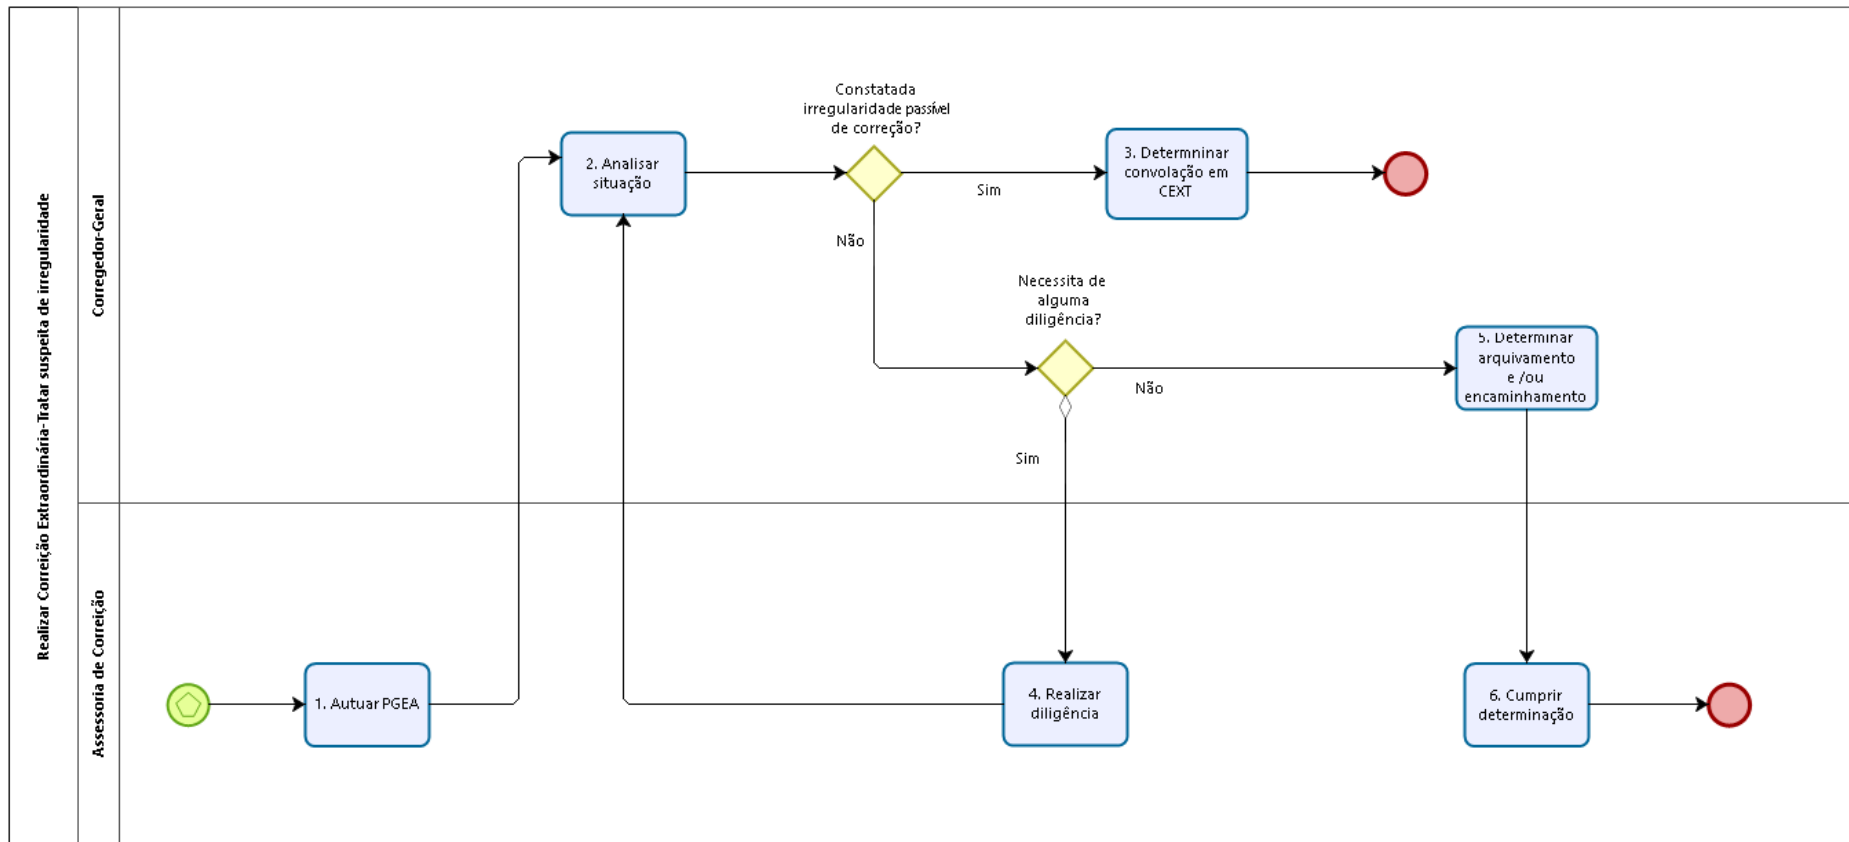 Realizar Correição Extraordinária-Tratar suspeita de irregularidade
Corregedor-Geral
Constatada
irregularidade passível
de correção?
2. Analisar
situação
3. Determninar
convolação em
CEXT
Sim
Não
Necessita de
alguma
diligência?
5. Determinar
arquivamento
e /ou
encaminhamento
Não
Sim
Assessoria de Correição
1. Autuar PGEA
4. Realizar
diligência
6. Cumprir
determinação